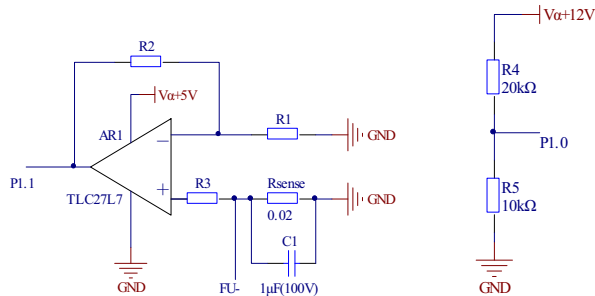 R2
Vα+5V
AR1
R1
GND
P1.1
TLC27L7
R3
Rsense
0.02
GND
C1
1μF(100V)
FU-
GND
Vα+12V
R4
20kΩ
P1.0
R5
10kΩ
GND